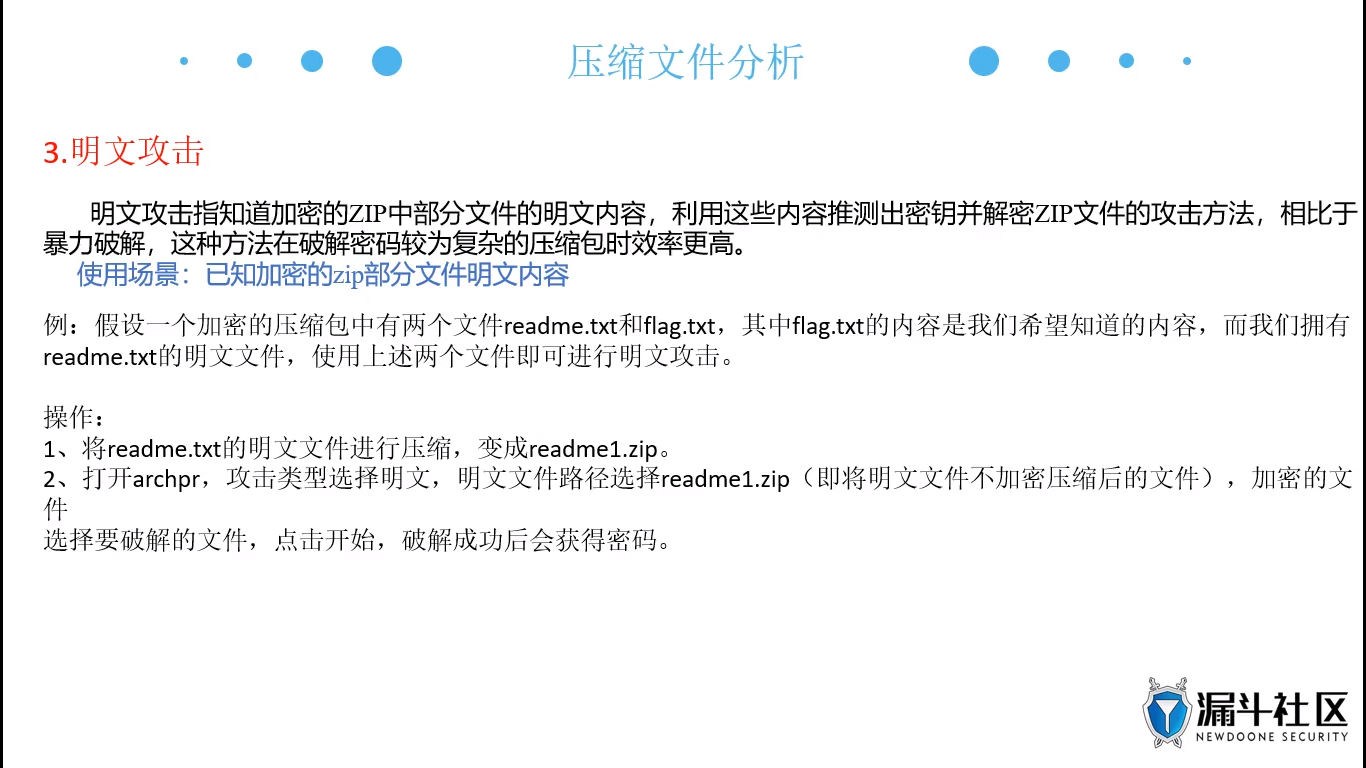 压缩文件分析
3.明文攻击
明文攻击指知道加密的ZIP中部分文件的明文内容，利用这些内容推测出密钥并解密ZIP文件的攻击方法，相比于
暴力破解，这种方法在破解密码较为复杂的压缩包时效率更高。
使用场景：已知加密的zip部分文件明文内容
例：假设一个加密的压缩包中有两个文件readme.txt和flag.txt，其中flag.txt的内容是我们希望知道的内容，而我们拥有
readme.txt的明文文件，使用上述两个文件即可进行明文攻击。
操作：
1、将readme.txt的明文文件进行压缩，变成readme1.zip。
2、打开archpr，攻击类型选择明文，明文文件路径选择readme1.zip（即将明文文件不加密压缩后的文件），加密的文
件
选择要破解的文件，点击开始，破解成功后会获得密码。
漏斗社区
NEWDOONE SECURITY